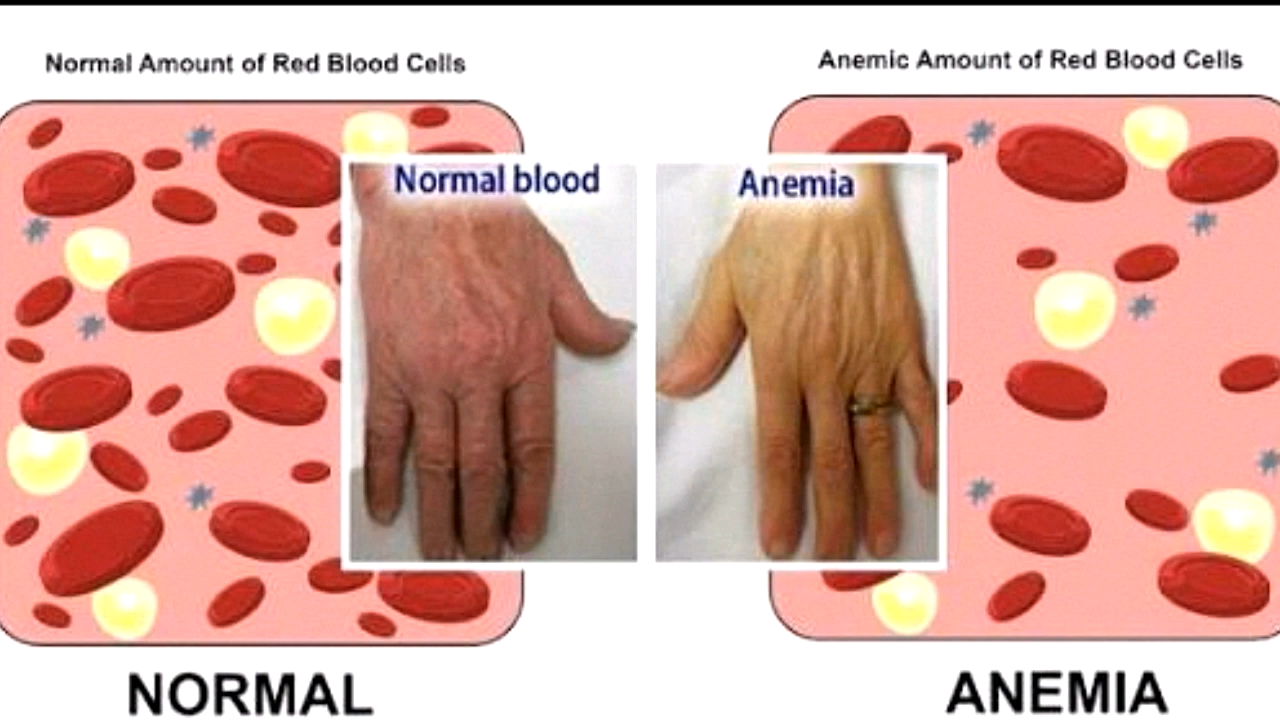 Normal Amount of Red Blood Cells
Anemic Amount of Red Blood Cells
Normal blood
Anemia
NORMAL
ANEMIA